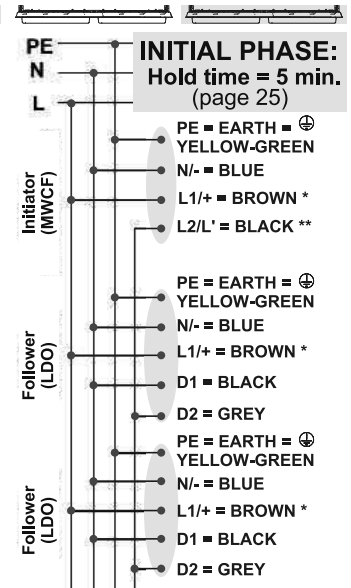 INITIAL PHASE:
Hold time = 5 min.
(page 25)
PE
N
L
Initiator
(MWCF)
PE = EARTH = ⏚
YELLOW-GREEN
N/- = BLUE
L1/+ = BROWN *
L2/L' = BLACK **
Follower
(LDO)
PE = EARTH = ⏚
YELLOW-GREEN
N/- = BLUE
L1/+ = BROWN *
D1 = BLACK
D2 = GREY
Follower
(LDO)
PE = EARTH = ⏚
YELLOW-GREEN
N/- = BLUE
L1/+ = BROWN *
D1 = BLACK
D2 = GREY